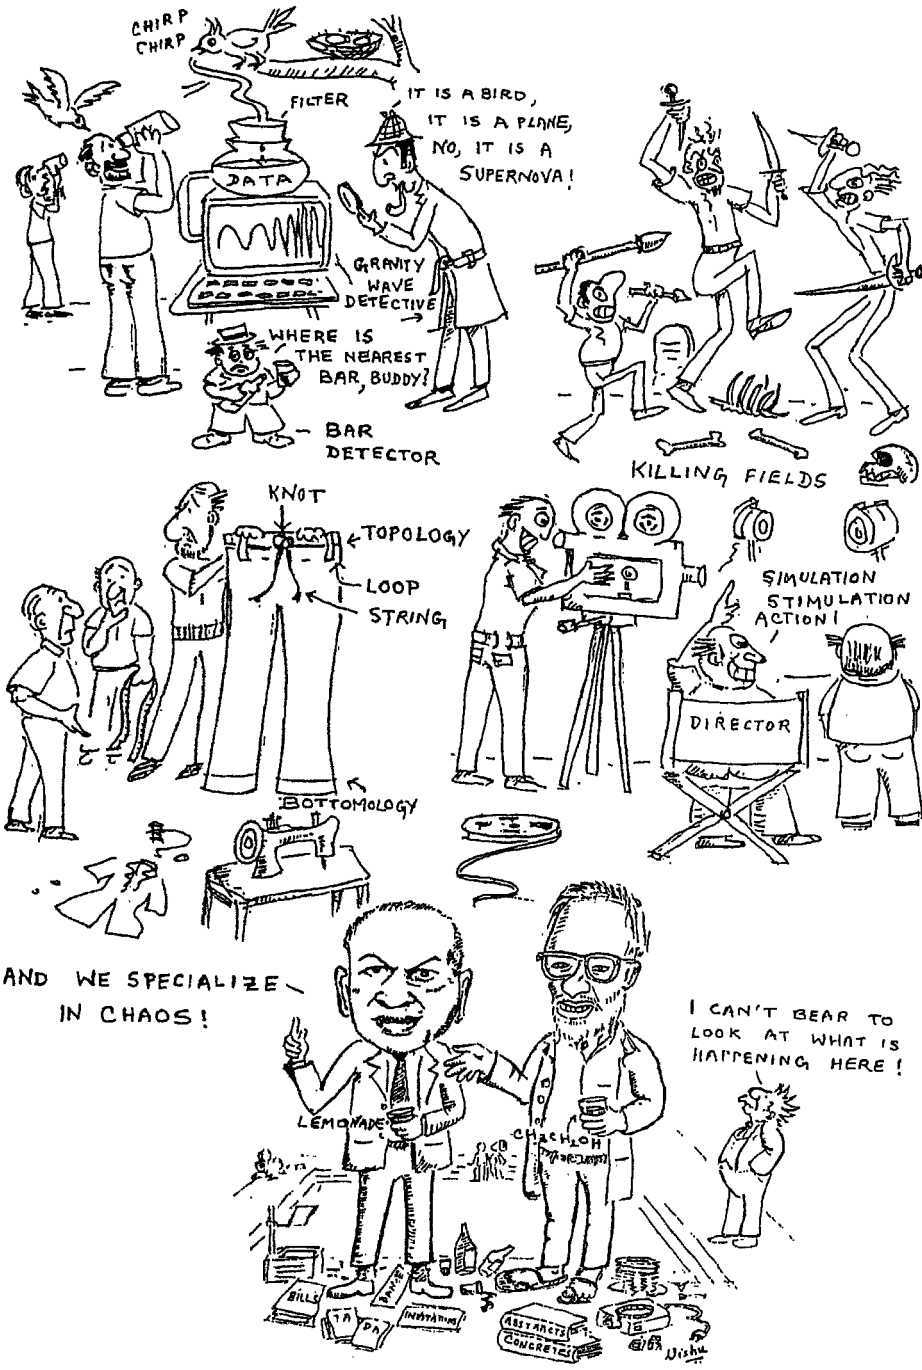 CHIRP
CHIRP
FILTER
DATA
IT IS A BIRD,
IT IS A PLANE,
NO, IT IS A
SUPERNOVA!
GRAVITY
WAVE
DETECTIVE
WHERE IS
THE NEAREST
BAR, BUDDY?
BAR
DETECTOR
KILLING FIELDS
KNOT
TOPOLOGY
LOOP
STRING
BOTTOMOLOGY
SIMULATION
STIMULATION
ACTION!
DIRECTOR
AND WE SPECIALIZE
IN CHAOS!
I CAN'T BEAR TO
LOOK AT WHAT IS
HAPPENING HERE!
LEMONADE
BILLS
DANCE
TA
DA
ABSTRACTS
CONCRETES
Nishu